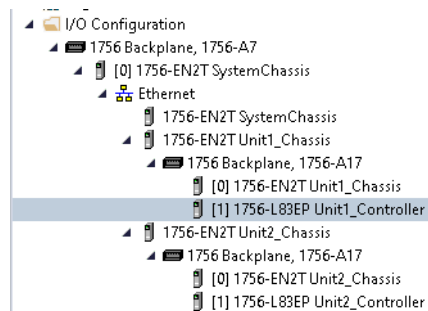 I/O Configuration
1756 Backplane, 1756-A7
[0] 1756-EN2T SystemChassis
Ethernet
1756-EN2T SystemChassis
1756-EN2T Unit1_Chassis
1756 Backplane, 1756-A17
[0] 1756-EN2T Unit1_Chassis
[1] 1756-L83EP Unit1_Controller
1756-EN2T Unit2_Chassis
1756 Backplane, 1756-A17
[0] 1756-EN2T Unit2_Chassis
[1] 1756-L83EP Unit2_Controller